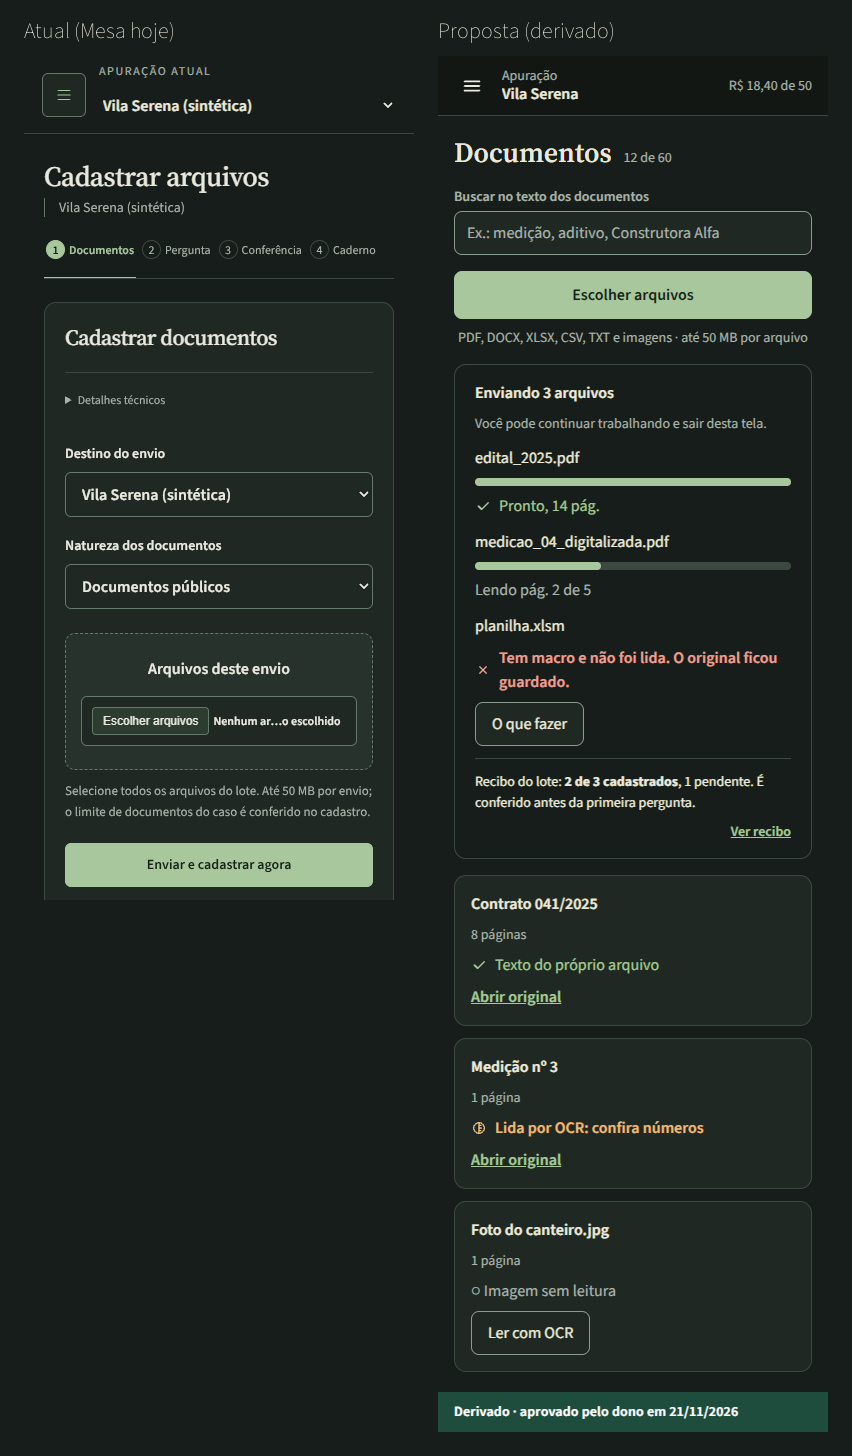 Atual (Mesa hoje)
APURAÇÃO ATUAL
Vila Serena (sintética)
Cadastrar arquivos
Vila Serena (sintética)
1 Documentos 2 Pergunta 3 Conferência 4 Caderno
Cadastrar documentos
Detalhes técnicos
Destino do envio
Vila Serena (sintética)
Natureza dos documentos
Documentos públicos
Arquivos deste envio
Escolher arquivos Nenhum ar…o escolhido
Selecione todos os arquivos do lote. Até 50 MB por envio;
o limite de documentos do caso é conferido no cadastro.
Enviar e cadastrar agora
Proposta (derivado)
Apuração
Vila Serena
R$ 18,40 de 50
Documentos 12 de 60
Buscar no texto dos documentos
Ex.: medição, aditivo, Construtora Alfa
Escolher arquivos
PDF, DOCX, XLSX, CSV, TXT e imagens · até 50 MB por arquivo
Enviando 3 arquivos
Você pode continuar trabalhando e sair desta tela.
edital_2025.pdf
Pronto, 14 pág.
medicao_04_digitalizada.pdf
Lendo pág. 2 de 5
planilha.xlsm
Tem macro e não foi lida. O original ficou
guardado.
O que fazer
Recibo do lote: 2 de 3 cadastrados, 1 pendente. É
conferido antes da primeira pergunta.
Ver recibo
Contrato 041/2025
8 páginas
Texto do próprio arquivo
Abrir original
Medição nº 3
1 página
Lida por OCR: confira números
Abrir original
Foto do canteiro.jpg
1 página
Imagem sem leitura
Ler com OCR
Derivado · aprovado pelo dono em 21/11/2026